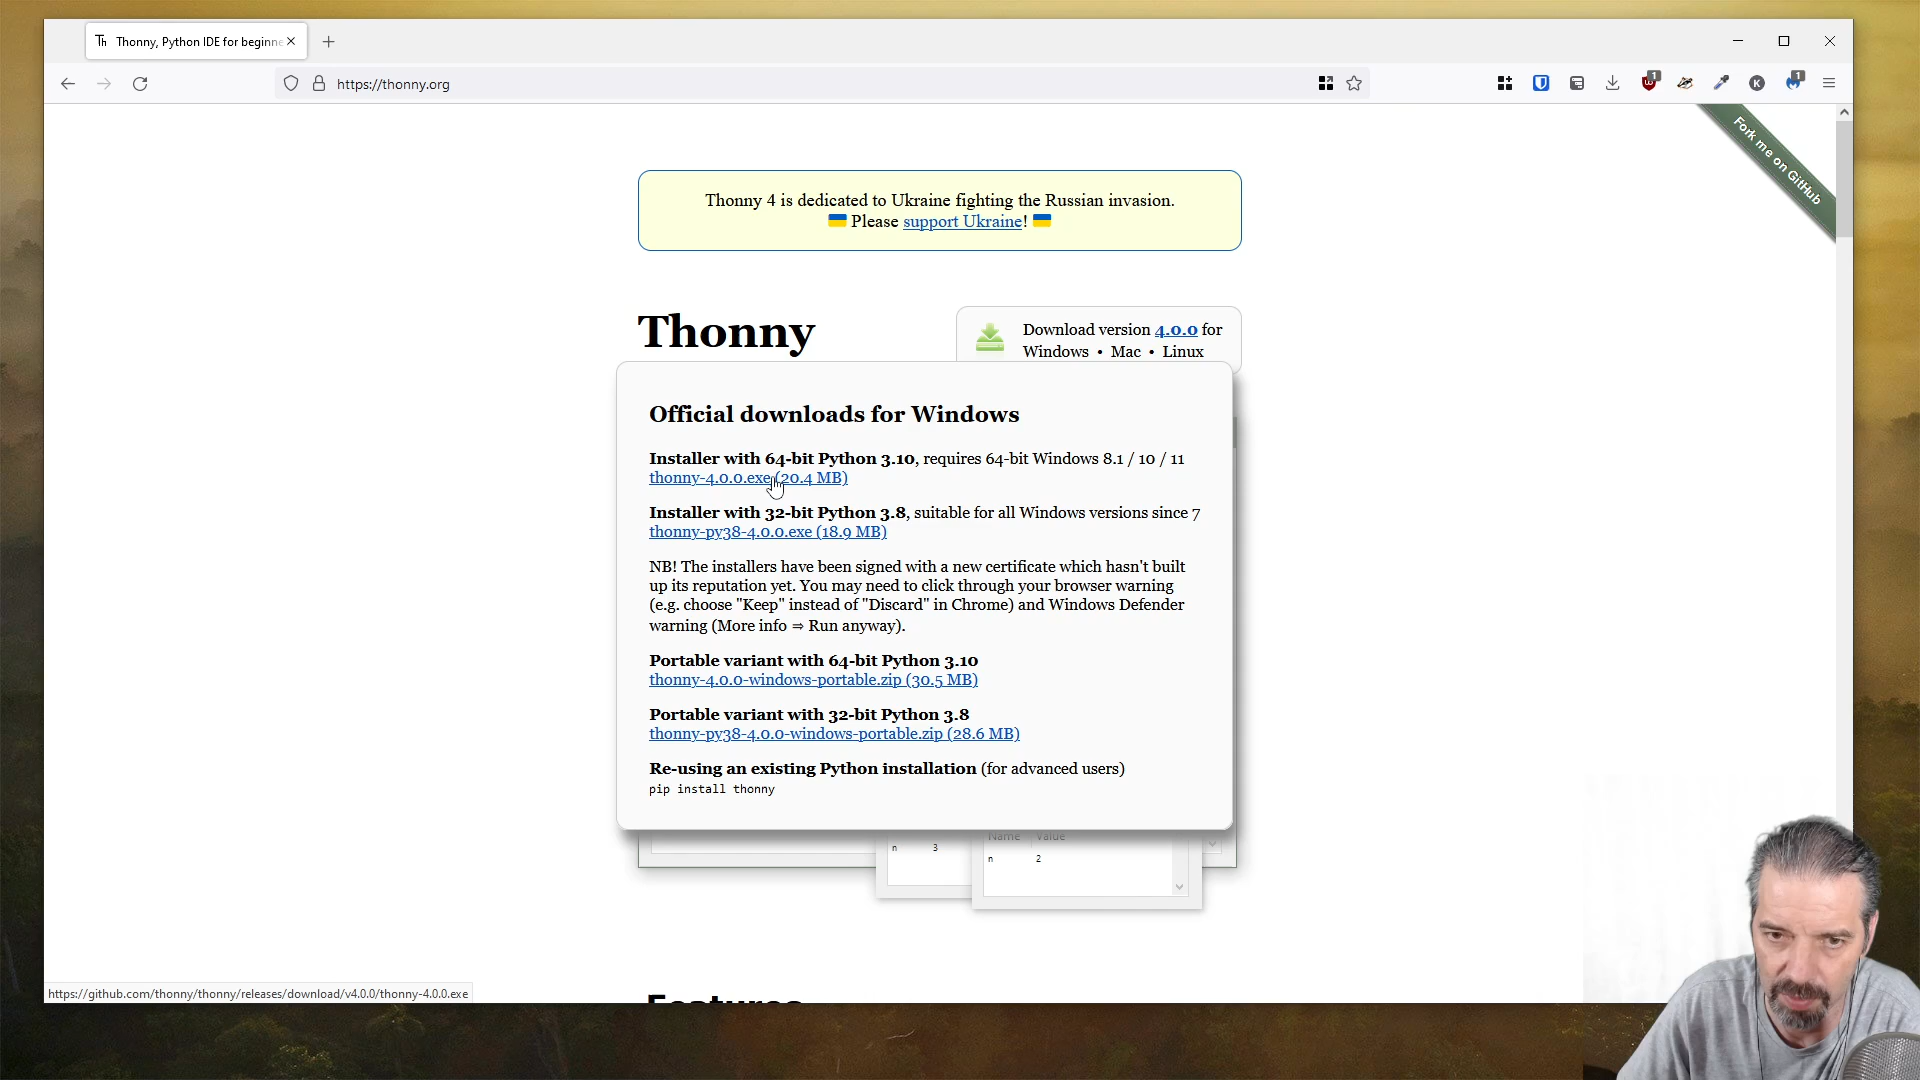 Th Thonny, Python IDE for beginne
https://thonny.org
1
K
1
Fork me on GitHub
Thonny 4 is dedicated to Ukraine fighting the Russian invasion.
Please support Ukraine!
Thonny
Download version 4.0.0 for
Windows • Mac • Linux
Official downloads for Windows
Installer with 64-bit Python 3.10, requires 64-bit Windows 8.1 / 10 / 11
thonny-4.0.0.exe (20.4 MB)
Installer with 32-bit Python 3.8, suitable for all Windows versions since 7
thonny-py38-4.0.0.exe (18.9 MB)
NB! The installers have been signed with a new certificate which hasn't built
up its reputation yet. You may need to click through your browser warning
(e.g. choose "Keep" instead of "Discard" in Chrome) and Windows Defender
warning (More info ⇒ Run anyway).
Portable variant with 64-bit Python 3.10
thonny-4.0.0-windows-portable.zip (30.5 MB)
Portable variant with 32-bit Python 3.8
thonny-py38-4.0.0-windows-portable.zip (28.6 MB)
Re-using an existing Python installation (for advanced users)
pip install thonny
Name Value
n 3
n 2
Features
https://github.com/thonny/thonny/releases/download/v4.0.0/thonny-4.0.0.exe